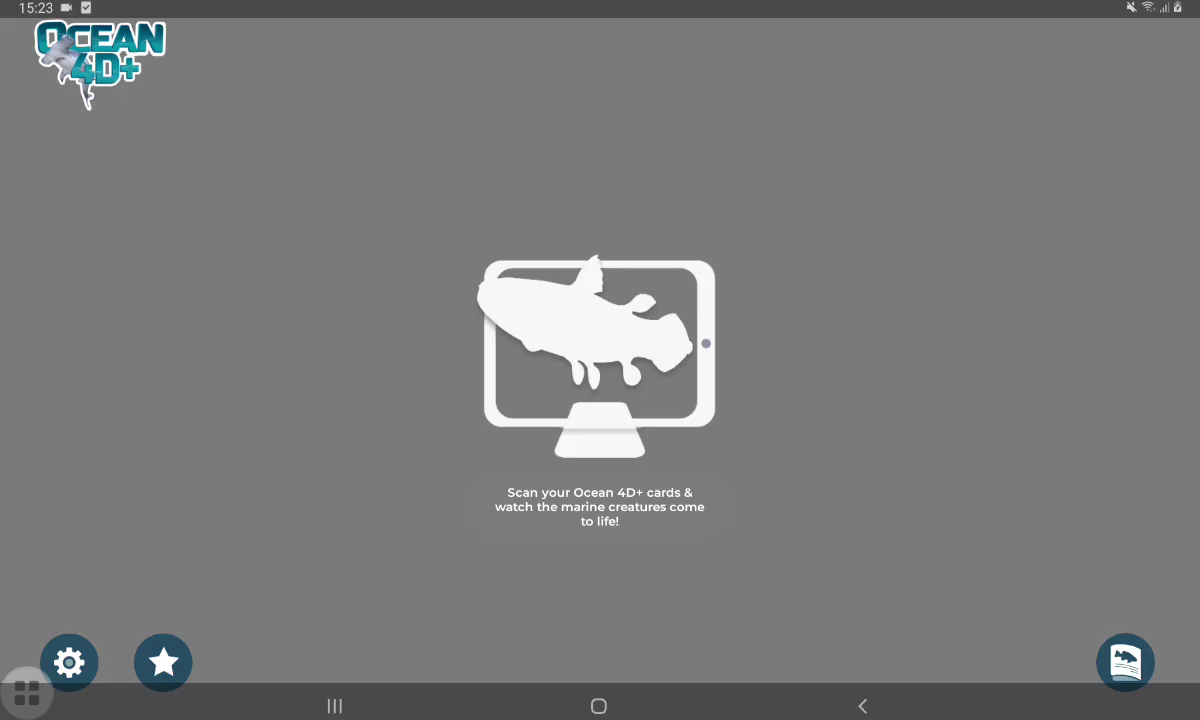 15:23
OCEAN
4D+
Scan your Ocean 4D+ cards &
watch the marine creatures come
to life!